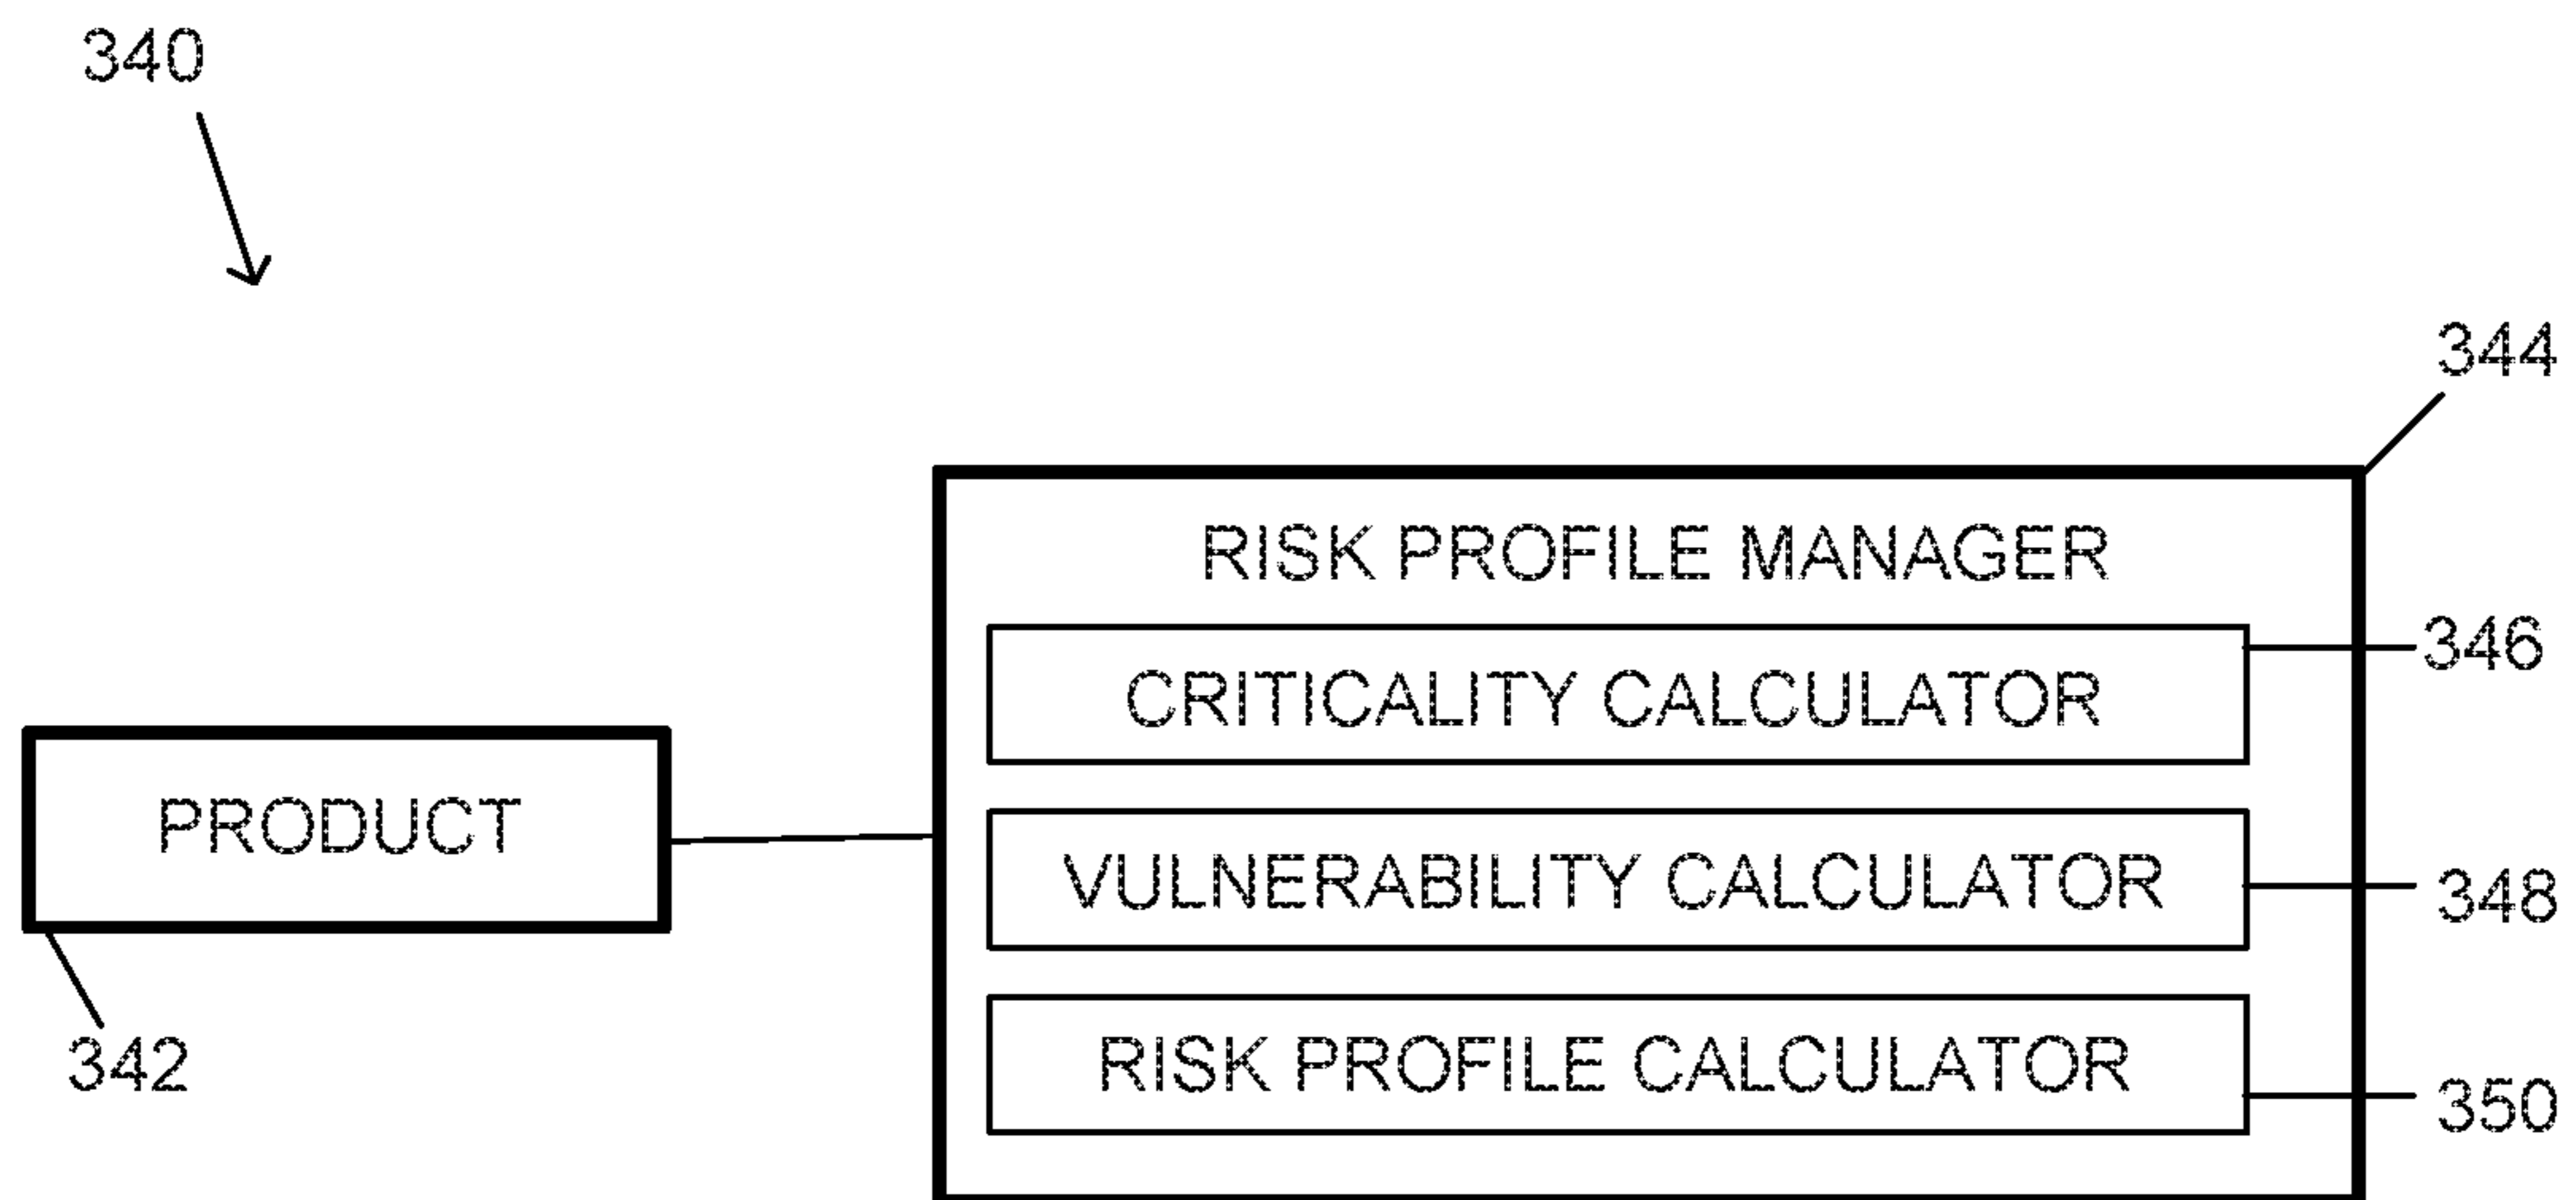 340
344
RISK PROFILE MANAGER
346
CRITICALITY CALCULATOR
PRODUCT
VULNERABILITY CALCULATOR
348
342
RISK PROFILE CALCULATOR
350